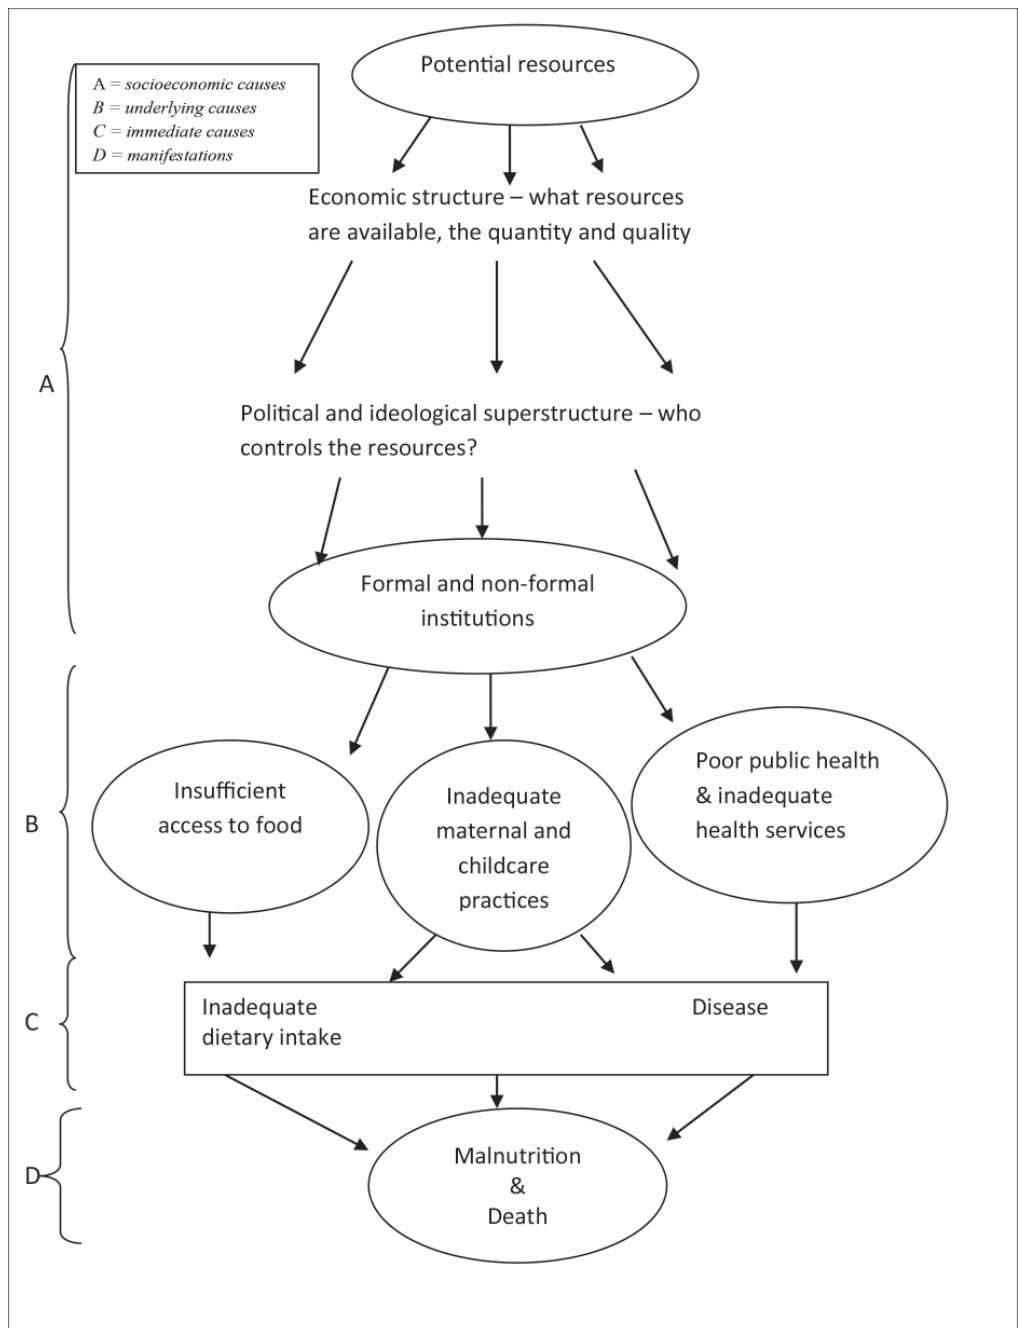 Potential resources
A = socioeconomic causes
B = underlying causes
C = immediate causes
D = manifestations
Economic structure – what resources
are available, the quantity and quality
A
Political and ideological superstructure – who
controls the resources?
Formal and non-formal
institutions
B
Insufficient
access to food
Inadequate
maternal and
childcare
practices
Poor public health
& inadequate
health services
C
Inadequate
dietary intake
Disease
D
Malnutrition
&
Death